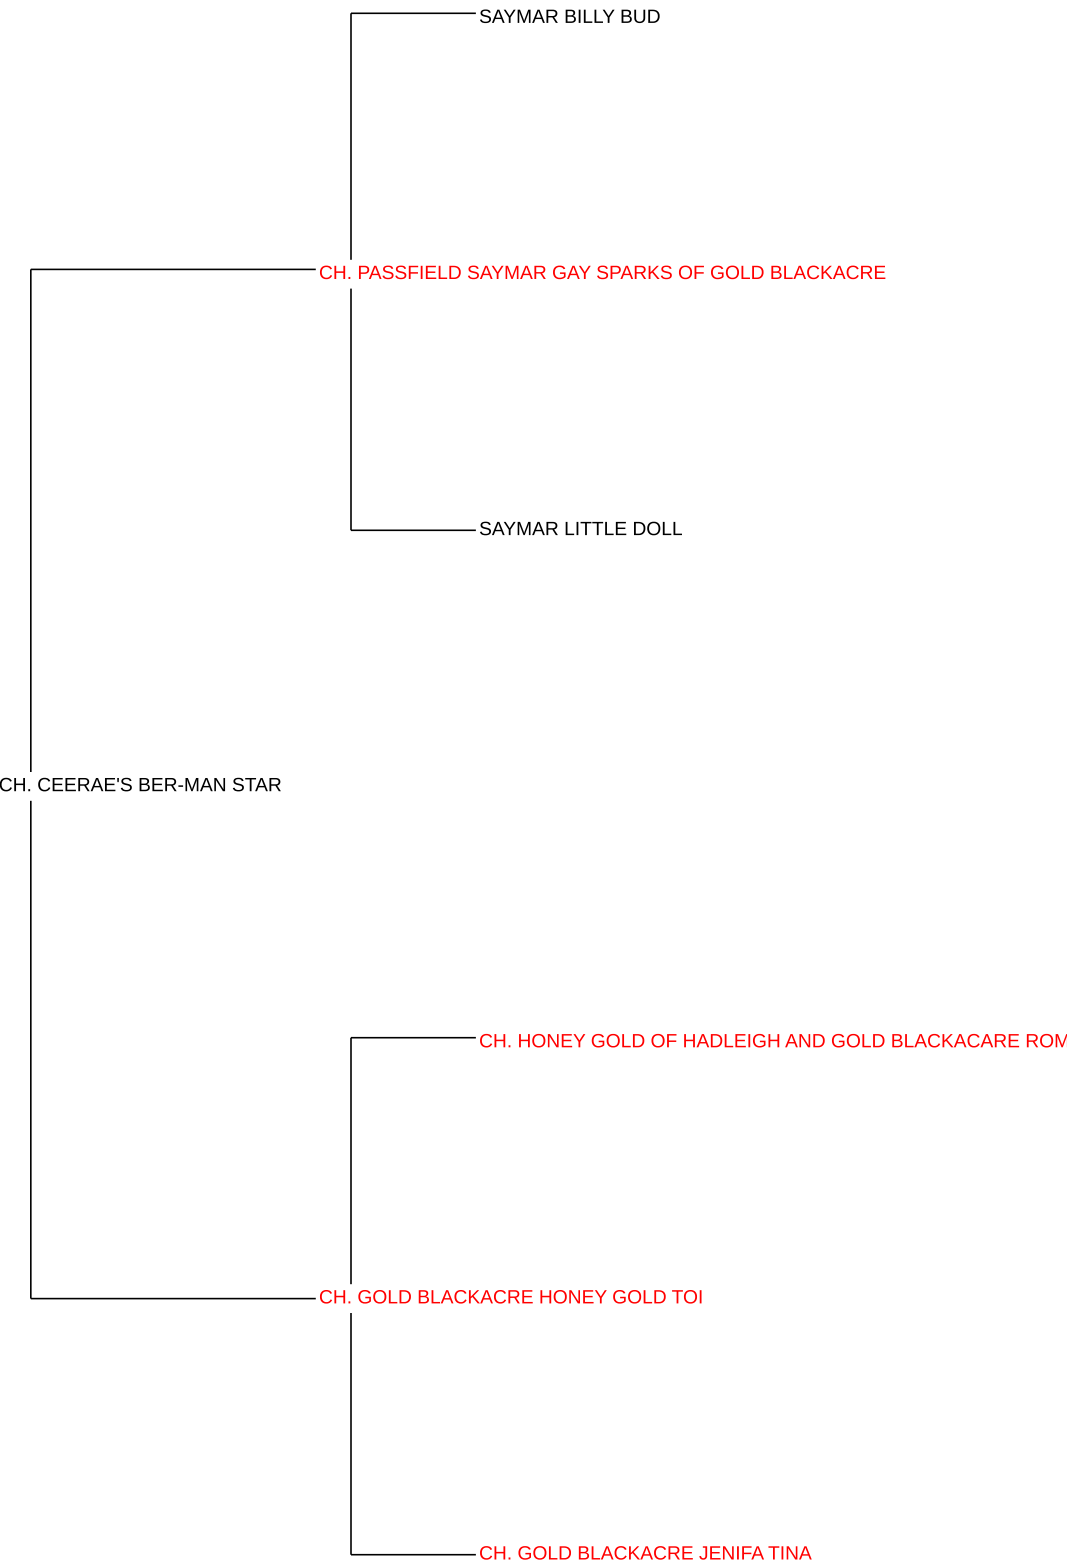 SAYMAR BILLY BUD
CH. PASSFIELD SAYMAR GAY SPARKS OF GOLD BLACKACRE
SAYMAR LITTLE DOLL
CH. CEERAE'S BER-MAN STAR
CH. HONEY GOLD OF HADLEIGH AND GOLD BLACKACARE ROM
CH. GOLD BLACKACRE HONEY GOLD TOI
CH. GOLD BLACKACRE JENIFA TINA